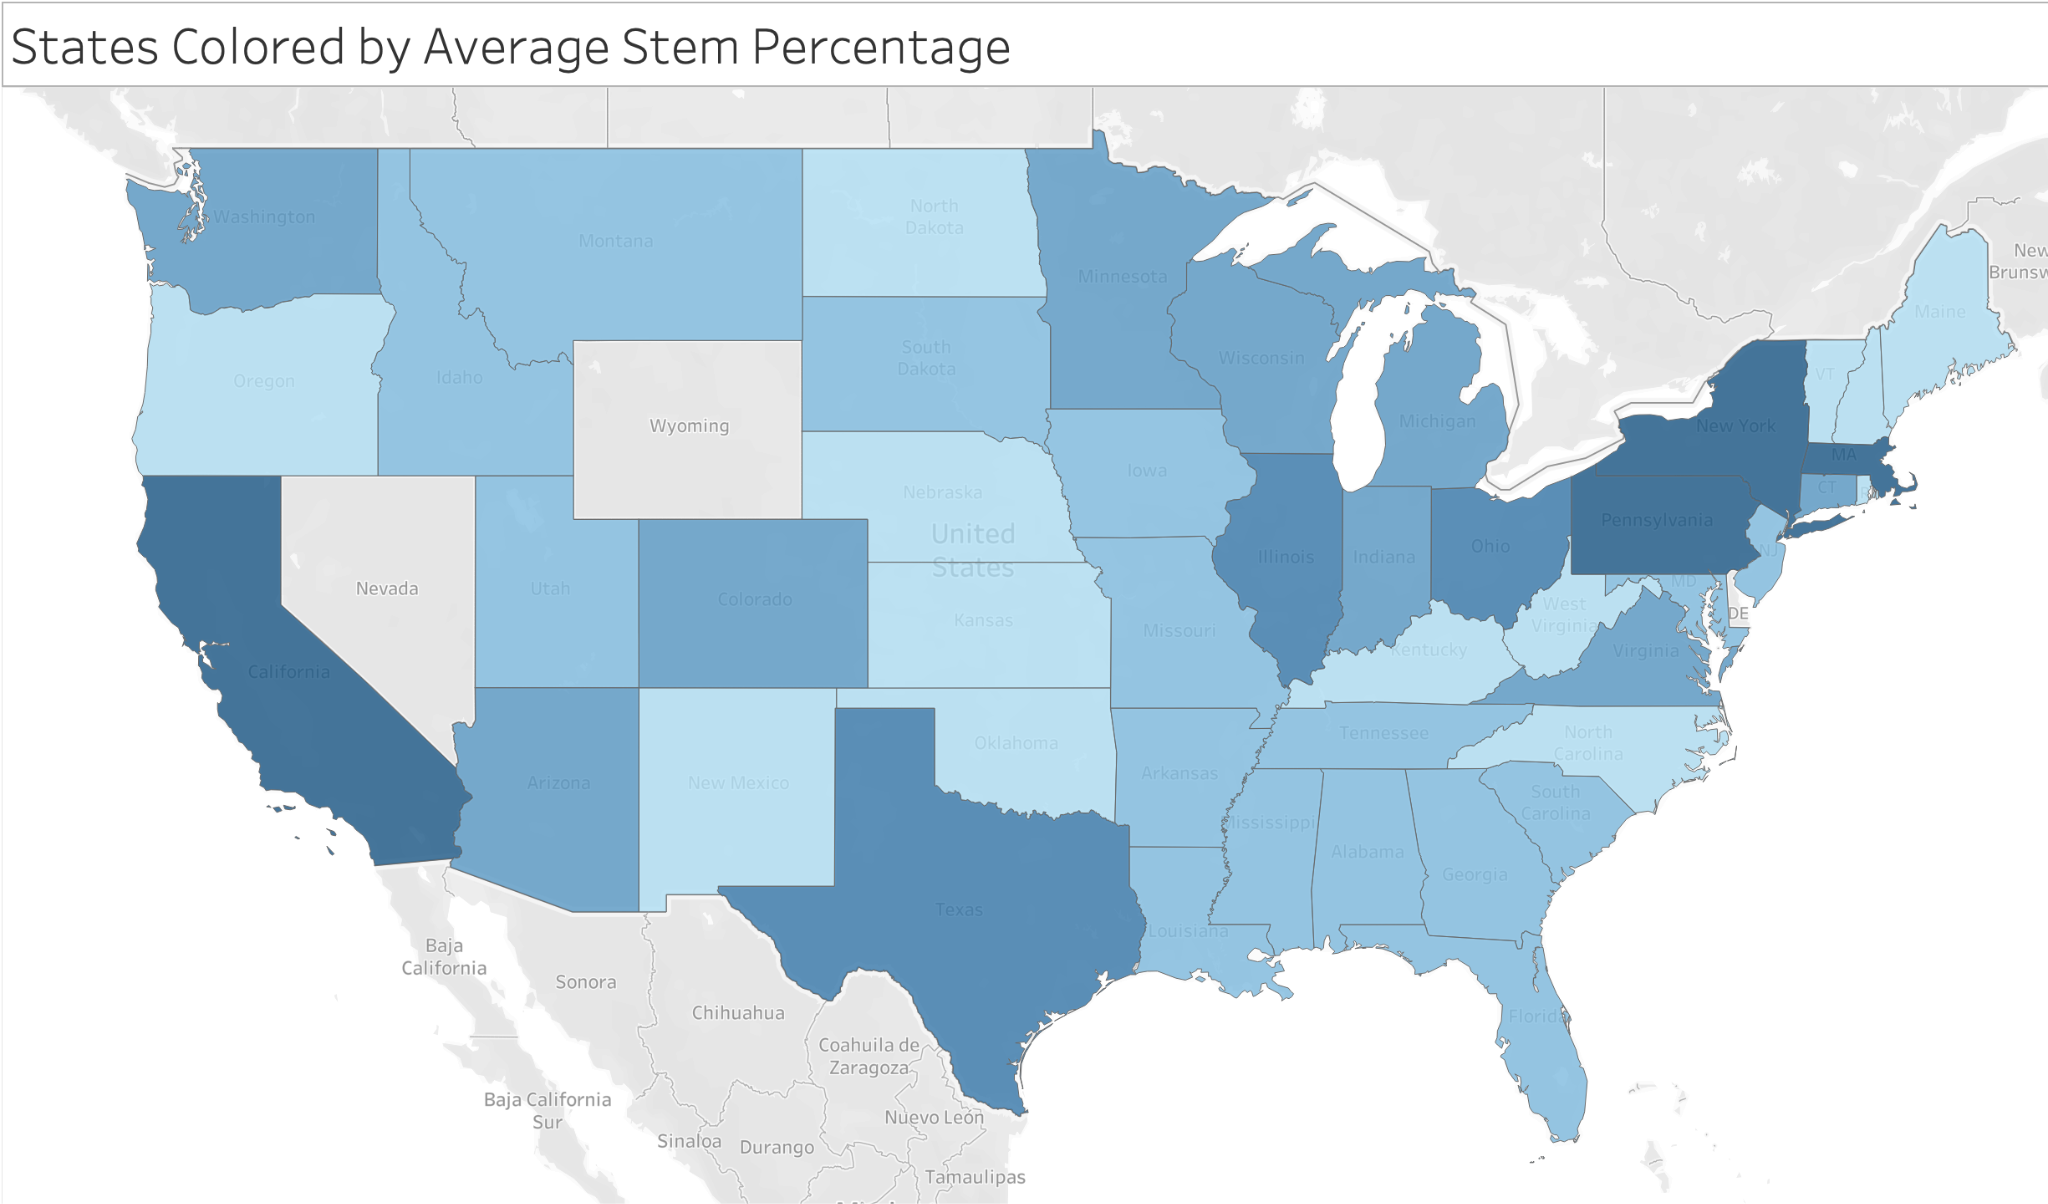 States Colored by Average Stem Percentage
Washington
Montana
North
Dakota
Minnesota
New
Brunsw
Maine
Oregon
Idaho
South
Dakota
Wisconsin
Michigan
VT
Wyoming
New York
MA
Iowa
Nebraska
CT
R
United
States
Pennsylvania
Nevada
Utah
Colorado
Kansas
Illinois
Indiana
Ohio
NJ
MD
DE
West
Virginia
Missouri
Kentucky
Virginia
California
Arizona
New Mexico
Oklahoma
Arkansas
Tennessee
North
Carolina
South
Carolina
Mississippi
Alabama
Georgia
Texas
Louisiana
Florida
Baja
California
Sonora
Chihuahua
Coahuila de
Zaragoza
Baja California
Sur
Nuevo León
Sinaloa
Durango
Tamaulipas